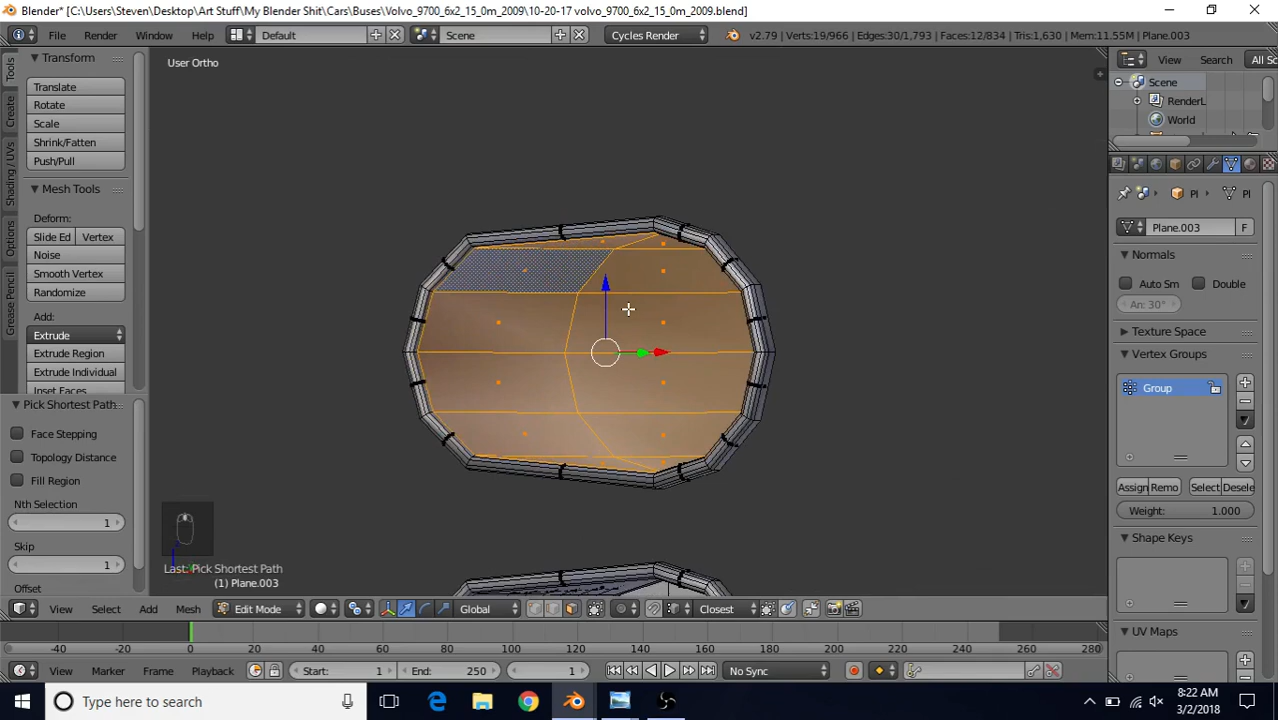 Blender* [C:\Users\Steven\Desktop\Art Stuff\My Blender Shit\Cars\Buses\Volvo_9700_6x2_15_0m_2009\10-20-17 volvo_9700_6x2_15_0m_2009.blend]
File Render Window Help Default Scene Cycles Render v2.79 | Verts:19/966 | Edges:30/1,793 | Faces:12/834 | Tris:1,630 | Mem:11.55M | Plane.003
Tools
Create
Shading / UVs
Options
Grease Pencil
Transform
Translate
Rotate
Scale
Shrink/Fatten
Push/Pull
Mesh Tools
Deform:
Slide Ed Vertex
Noise
Smooth Vertex
Randomize
Add:
Extrude
Extrude Region
Extrude Individual
Inset Faces
Pick Shortest Path
Face Stepping
Topology Distance
Fill Region
Nth Selection
1
Skip
1
Offset
User Ortho
Last: Pick Shortest Path
(1) Plane.003
View Select Add Mesh Edit Mode Global Closest
-40 -20 0 20 40 60 80 100 120 140 160 180 200 220 240 260 280
View Marker Frame Playback Start: 1 End: 250 1 No Sync
View Search All Sc
Scene
RenderL
World
Pl Pl
Plane.003 F
Normals
Auto Sm Double
An: 30°
Texture Space
Vertex Groups
Group
Assign Remo Select Desele
Weight: 1.000
Shape Keys
UV Maps
Type here to search
8:22 AM
3/2/2018